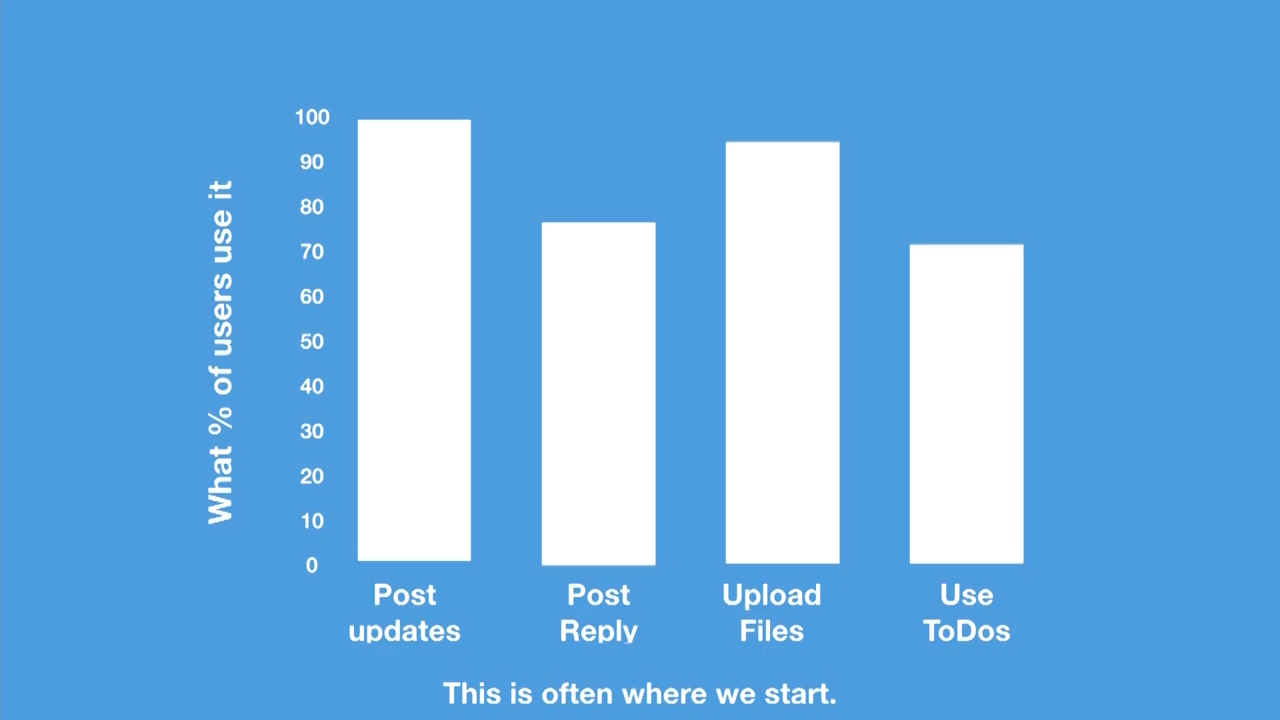 What % of users use it
100
90
80
70
60
50
40
30
20
10
0
Post updates
Post Reply
Upload Files
Use ToDos
This is often where we start.